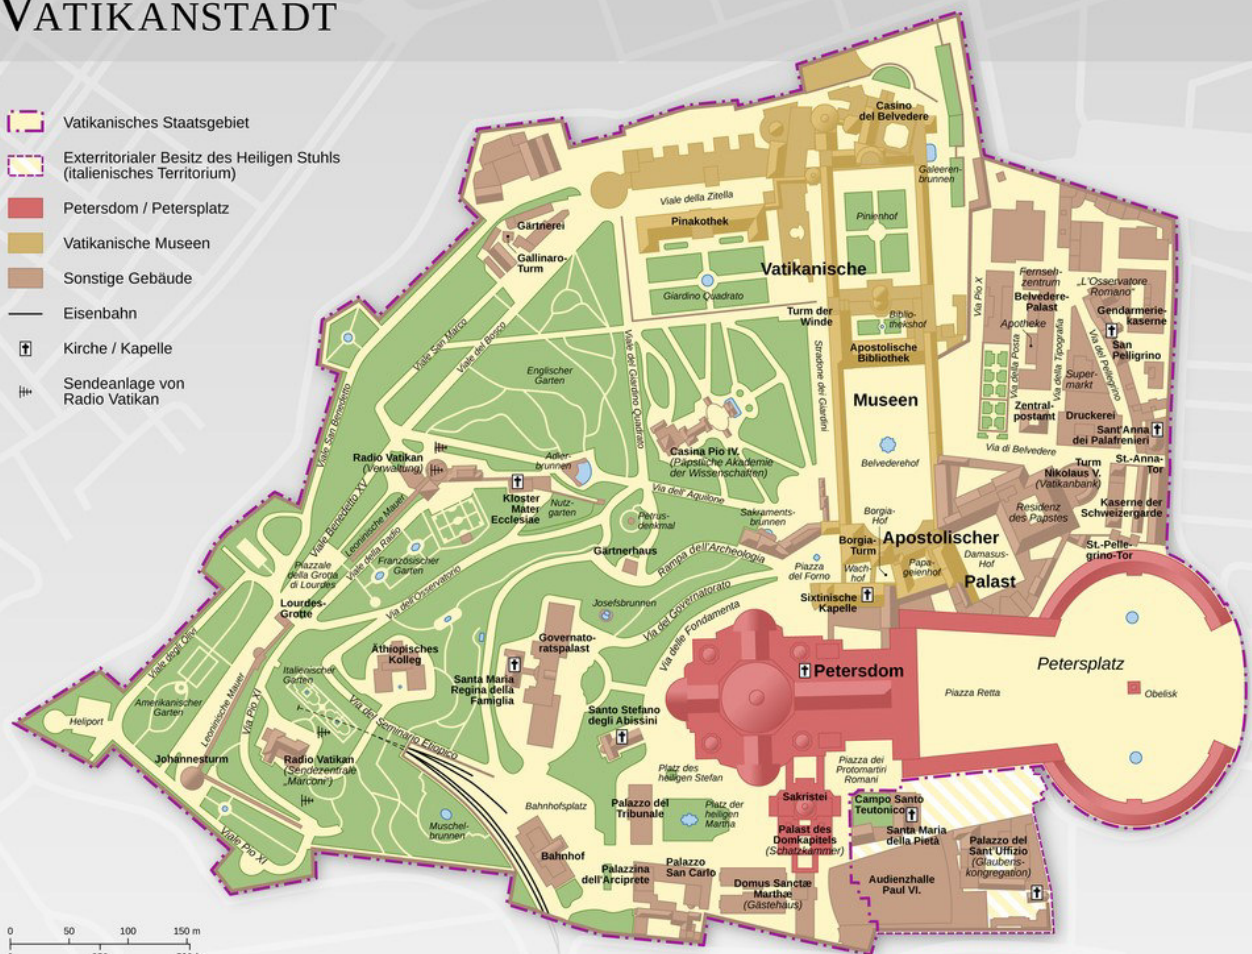 VATIKANSTADT
Vatikanisches Staatsgebiet
Exterritorialer Besitz des Heiligen Stuhls
(italienisches Territorium)
Petersdom / Petersplatz
Vatikanische Museen
Sonstige Gebäude
Eisenbahn
Kirche / Kapelle
Sendeanlage von
Radio Vatikan
Casino
del Belvedere
Galeeren-
brunnen
Viale della Zitella
Pinakothek
Pinienhof
Gärtnerei
Gallinaro-
Turm
Vatikanische
Giardino Quadrato
Turm der
Winde
Biblio-
thekshof
Apostolische
Bibliothek
Via Pio X
Fernseh-
zentrum
Belvedere-
Palast
Apotheke
„L'Osservatore
Romano"
Gendarmerie-
kaserne
San
Pelligrino
Via della Posta
Via della Tipografia
Via del Pellegrino
Super-
markt
Zentral-
postamt
Druckerei
Sant'Anna
dei Palafrenieri
Viale San Marco
Viale del Bosco
Viale del Giardino Quadrato
Stradone dei Giardini
Englischer
Garten
Museen
Viale San Benedetto
Radio Vatikan
(Verwaltung)
Adler-
brunnen
Casina Pio IV.
(Päpstliche Akademie
der Wissenschaften)
Belvederehof
Via di Belvedere
St.-Anna-
Tor
Turm
Nikolaus V.
(Vatikanbank)
Viale Benedetto XV
Leoninische Mauer
Viale della Radio
Kloster
Mater
Ecclesiae
Nutz-
garten
Via dell'Aquilone
Petrus-
denkmal
Sakraments-
brunnen
Borgia-
Hof
Residenz
des Papstes
Kaserne der
Schweizergarde
Gärtnerhaus
Rampa dell'Archeologia
Borgia-
Turm
Apostolischer
St.-Pelle-
grino-Tor
Französischer
Garten
Piazzale
della Grotta
di Lourdes
Via dell'Osservatorio
Piazza
del Forno
Wach-
hof
Papa-
geienhof
Damasus-
Hof
Palast
Lourdes-
Grotte
Josefsbrunnen
Via del Governatorato
Viale delle Fondamenta
Sixtinische
Kapelle
Viale degli Olivi
Äthiopisches
Kolleg
Governato-
ratspalast
Santa Maria
Regina della
Famiglia
Petersdom
Petersplatz
Piazza Retta
Obelisk
Italienischer
Garten
Amerikanischer
Garten
Heliport
Leoninische Mauer
Via Pio XI
Via del Seminario Etiopico
Santo Stefano
degli Abissini
Johannesturm
Radio Vatikan
(Sendezentrale
„Marconi")
Platz des
heiligen Stefan
Piazza dei
Protomartiri
Romani
Viale Pio XI
Muschel-
brunnen
Bahnhofsplatz
Palazzo del
Tribunale
Platz der
heiligen
Martha
Sakristei
Palast des
Domkapitels
(Schatzkammer)
Campo Santo
Teutonico
Santa Maria
della Pietà
Palazzo del
Sant'Uffizio
(Glaubens-
kongregation)
Bahnhof
Palazzina
dell'Arciprete
Palazzo
San Carlo
Domus Sanctæ
Marthæ
(Gästehaus)
Audienzhalle
Paul VI.
0 50 100 150 m